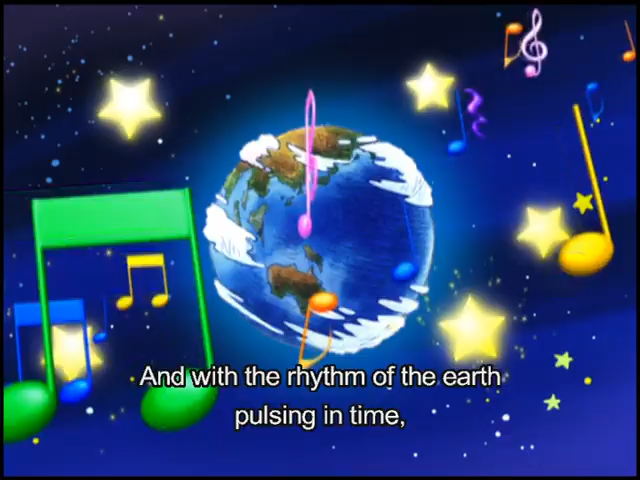 And with the rhythm of the earth
pulsing in time,